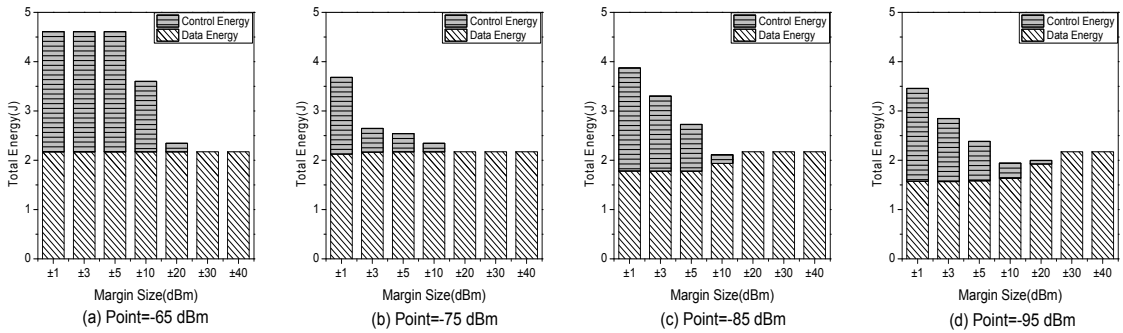 Control Energy
Data Energy
Total Energy(J)
5
4
3
2
1
0
±1 ±3 ±5 ±10 ±20 ±30 ±40
Margin Size(dBm)
(a) Point=-65 dBm
Control Energy
Data Energy
Total Energy(J)
5
4
3
2
1
0
±1 ±3 ±5 ±10 ±20 ±30 ±40
Margin Size(dBm)
(b) Point=-75 dBm
Control Energy
Data Energy
Total Energy(J)
5
4
3
2
1
0
±1 ±3 ±5 ±10 ±20 ±30 ±40
Margin Size(dBm)
(c) Point=-85 dBm
Control Energy
Data Energy
Total Energy(J)
5
4
3
2
1
0
±1 ±3 ±5 ±10 ±20 ±30 ±40
Margin Size(dBm)
(d) Point=-95 dBm